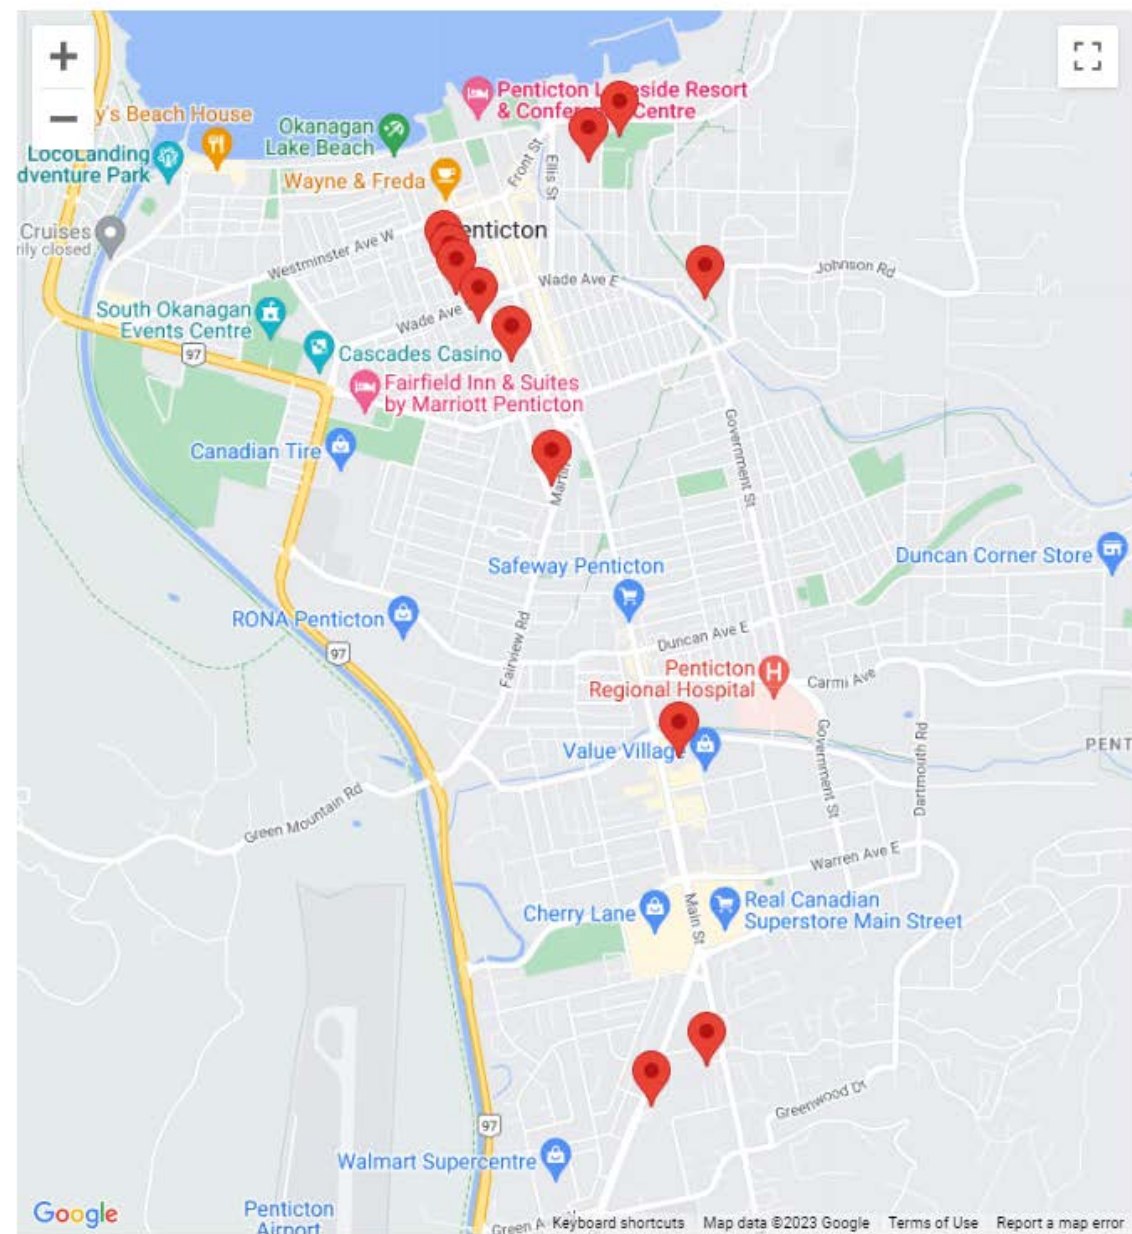 +
−
Penticton Lakeside Resort
& Conference Centre
y's Beach House
Okanagan
Lake Beach
LocoLanding
dventure Park
Front St
Ellis St
Wayne & Freda
Cruises
rily closed
enticton
Westminster Ave W
Wade Ave E
Johnson Rd
South Okanagan
Events Centre
Wade Ave
97
Cascades Casino
Fairfield Inn & Suites
by Marriott Penticton
Canadian Tire
Government St
Martin
Safeway Penticton
Duncan Corner Store
RONA Penticton
Fairview Rd
Duncan Ave E
97
Penticton
Regional Hospital
Carmi Ave
Value Village
Government St
Dartmouth Rd
PENT
Green Mountain Rd
Warren Ave E
Cherry Lane
Main St
Real Canadian
Superstore Main Street
Greenwood Dr
97
Walmart Supercentre
Google
Penticton
Airport
Green A
Keyboard shortcuts Map data ©2023 Google Terms of Use Report a map error